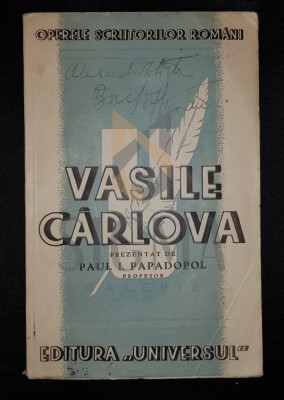 OPERELE SCRIITORILOR ROMÂNI
VASILE
CÂRLOVA
PREZENTAT DE
PAUL I. PAPADOPOL
PROFESOR
EDITURA „UNIVERSUL"